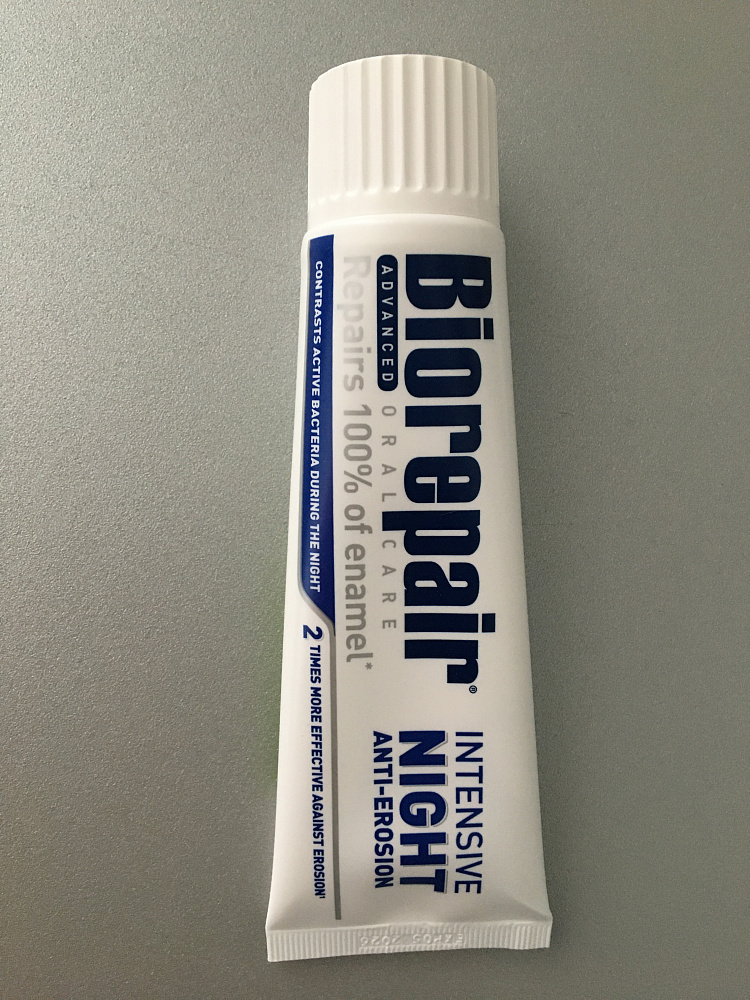 Biorepair®
ADVANCED ORAL CARE
Repairs 100% of enamel*
CONTRASTS ACTIVE BACTERIA DURING THE NIGHT
2 TIMES MORE EFFECTIVE AGAINST EROSION¹
INTENSIVE
NIGHT
ANTI-EROSION